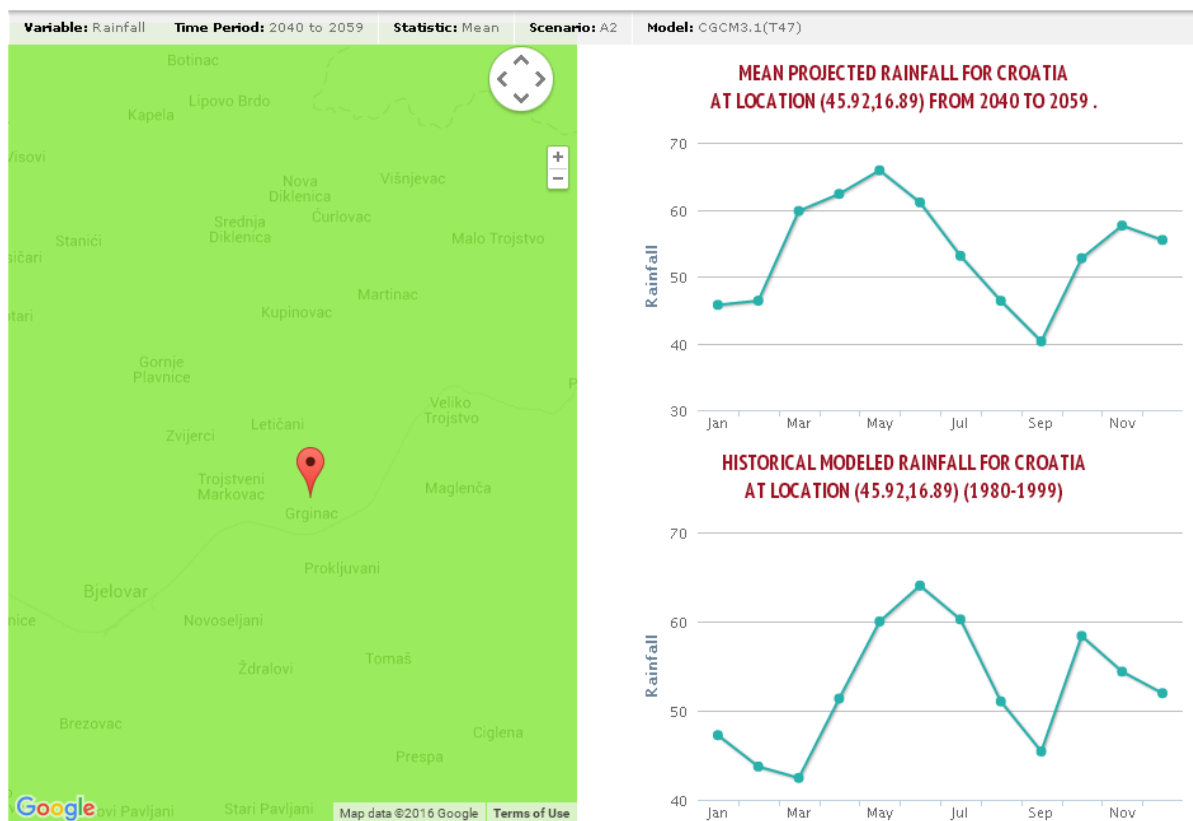 Variable: Rainfall Time Period: 2040 to 2059 Statistic: Mean Scenario: A2 Model: CGCM3.1(T47)
Botinac
Lipovo Brdo
Kapela
Višnjevac
Nova
Diklenica
Ćurlovac
Srednja
Diklenica
Stanići
Malo Trojstvo
Martinac
Kupinovac
Gornje
Plavnice
Veliko
Trojstvo
Letičani
Zvijerci
Trojstveni
Markovac
Maglenča
Grginac
Prokljuvani
Bjelovar
Novoseljani
Tomaš
Ždralovi
Brezovac
Ciglena
Prespa
Google
ovi Pavljani
Stari Pavljani
Map data ©2016 Google Terms of Use
+
−
MEAN PROJECTED RAINFALL FOR CROATIA
AT LOCATION (45.92,16.89) FROM 2040 TO 2059 .
Rainfall
70
60
50
40
30
Jan Mar May Jul Sep Nov
HISTORICAL MODELED RAINFALL FOR CROATIA
AT LOCATION (45.92,16.89) (1980-1999)
Rainfall
70
60
50
40
Jan Mar May Jul Sep Nov